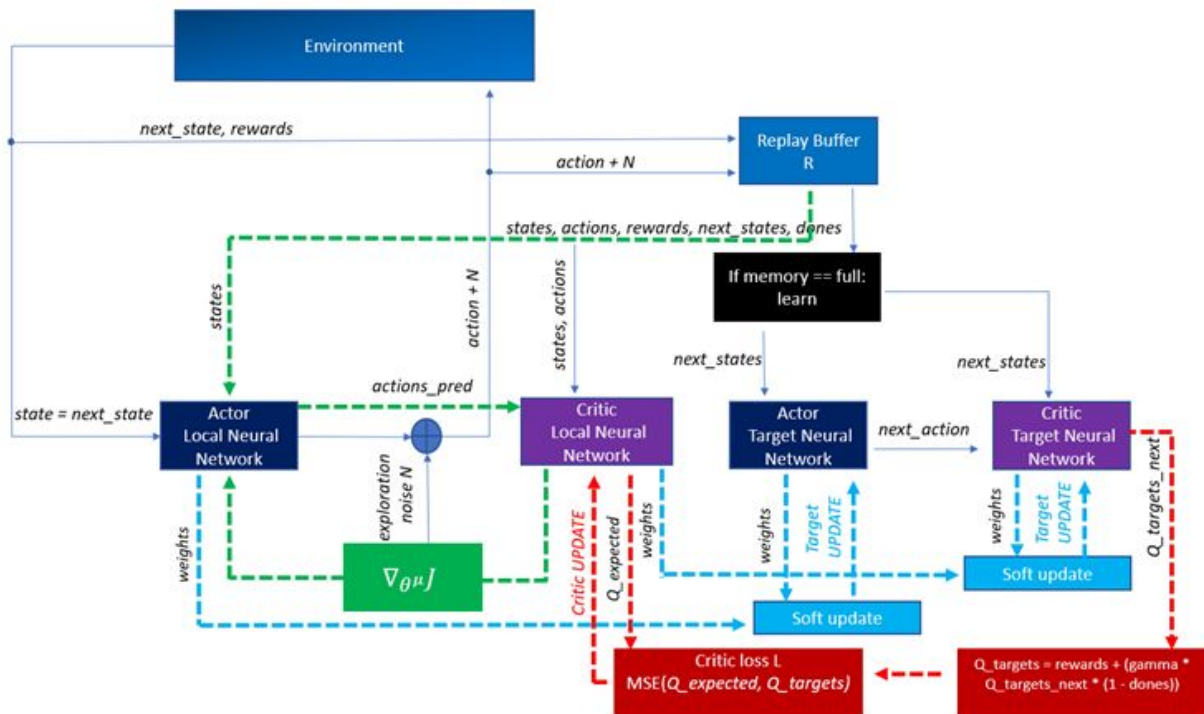 Environment
next_state, rewards
Replay Buffer
R
action + N
states, actions, rewards, next_states, dones
If memory == full:
learn
states
action + N
states, actions
next_states
next_states
actions_pred
state = next_state
Actor
Local Neural
Network
Critic
Local Neural
Network
Actor
Target Neural
Network
next_action
Critic
Target Neural
Network
exploration
noise N
weights
Critic UPDATE
Q_expected
weights
weights
Target
UPDATE
weights
Target
UPDATE
Q_targets_next
∇θμJ
Soft update
Soft update
Critic loss L
MSE(Q_expected, Q_targets)
Q_targets = rewards + (gamma *
Q_targets_next * (1 - dones))